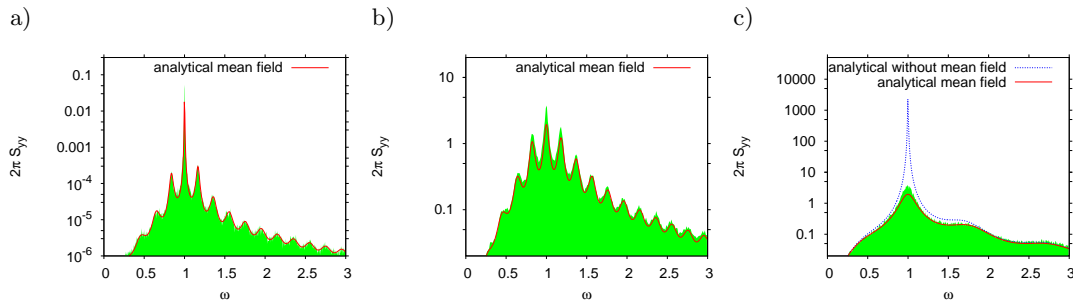 a)
b)
c)
analytical mean field
0.1
0.01
0.001
10⁻⁴
10⁻⁵
10⁻⁶
2π S_yy
0 0.5 1 1.5 2 2.5 3
ω
analytical mean field
10
1
0.1
2π S_yy
0 0.5 1 1.5 2 2.5 3
ω
analytical without mean field
analytical mean field
10000
1000
100
10
1
0.1
2π S_yy
0 0.5 1 1.5 2 2.5 3
ω